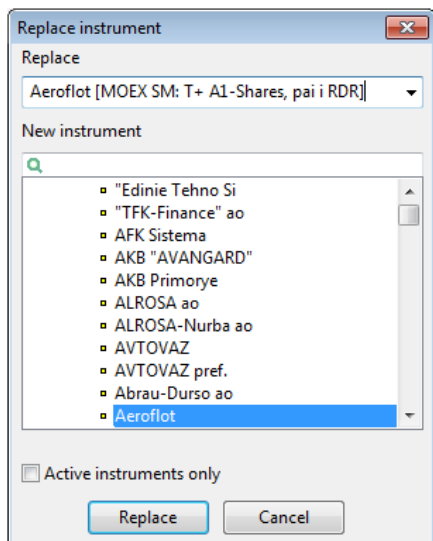 Replace instrument
Replace
Aeroflot [MOEX SM: T+ A1-Shares, pai i RDR]
New instrument
"Edinie Tehno Si
"TFK-Finance" ao
AFK Sistema
AKB "AVANGARD"
AKB Primorye
ALROSA ao
ALROSA-Nurba ao
AVTOVAZ
AVTOVAZ pref.
Abrau-Durso ao
Aeroflot
Active instruments only
Replace Cancel